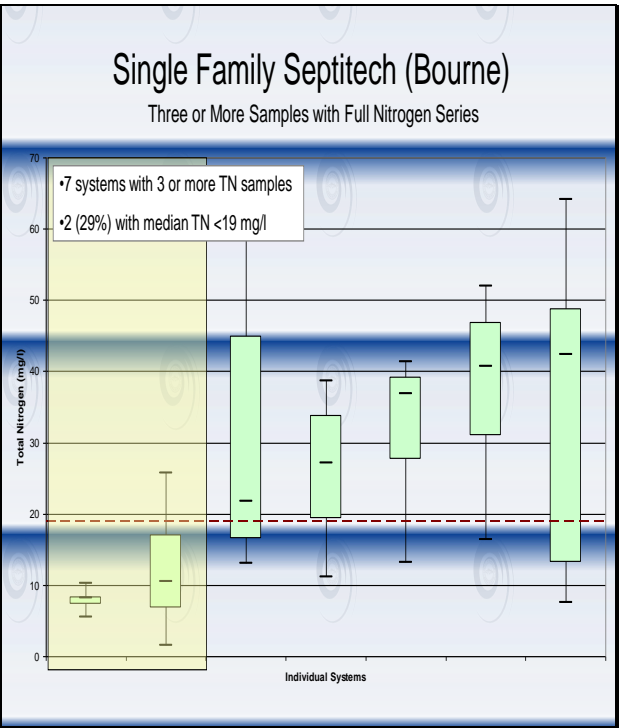 Single Family Septitech (Bourne)
Three or More Samples with Full Nitrogen Series
70
•7 systems with 3 or more TN samples
•2 (29%) with median TN <19 mg/l
60
50
40
30
20
10
0
Total Nitrogen (mg/l)
Individual Systems